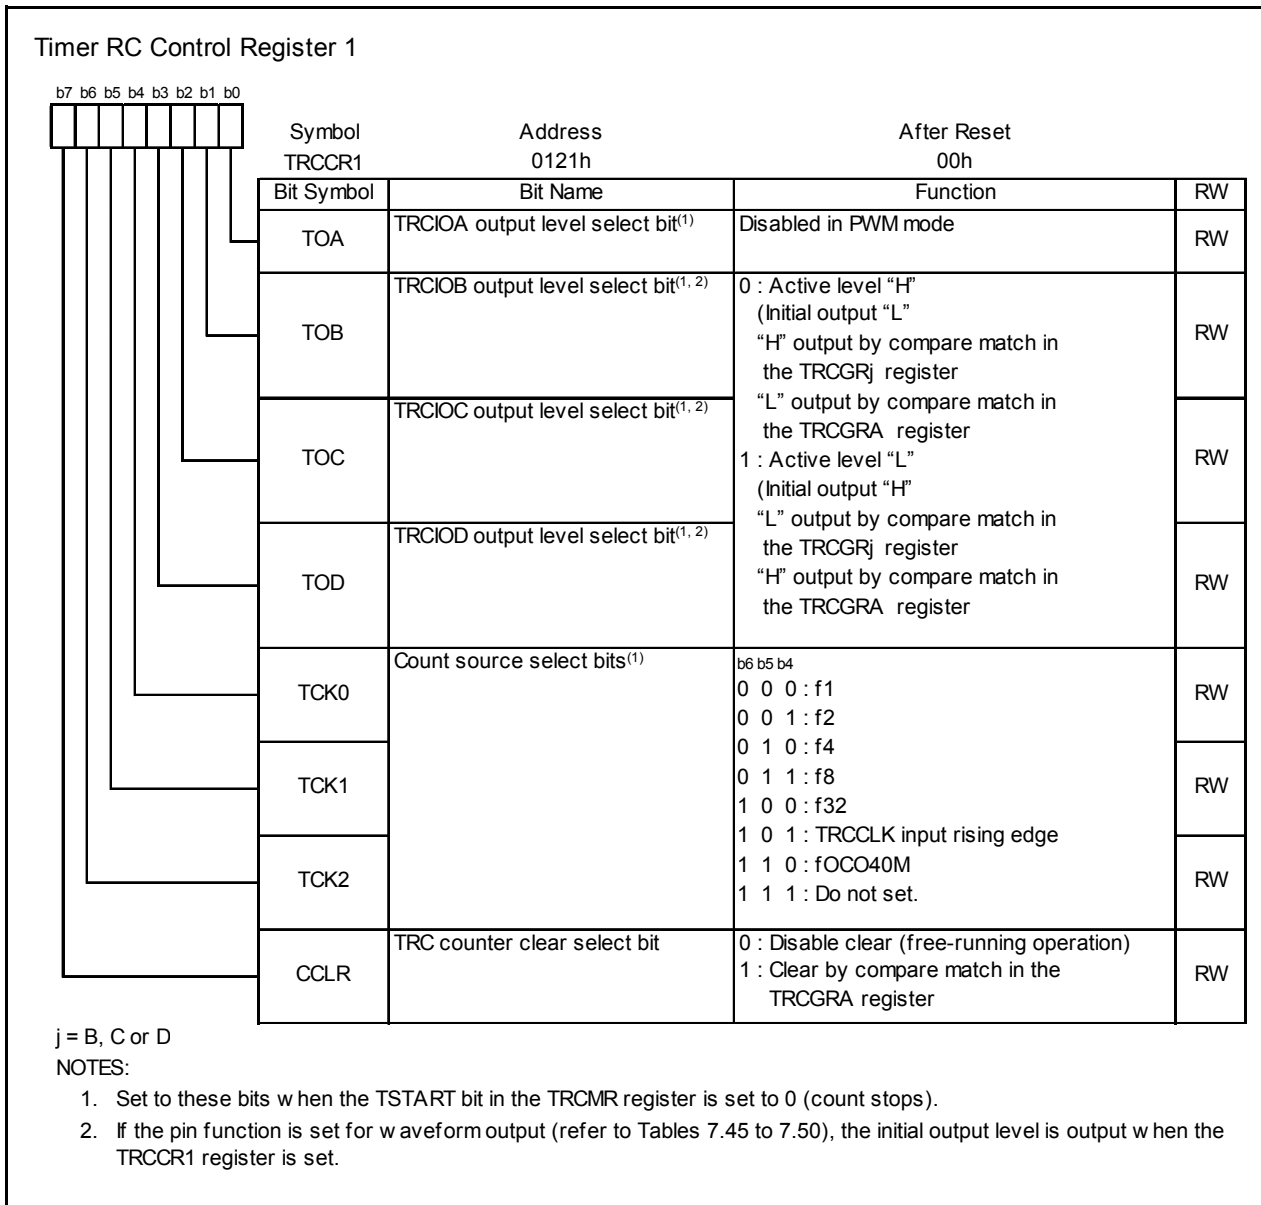 Timer RC Control Register 1
b7 b6 b5 b4 b3 b2 b1 b0
Symbol Address After Reset
TRCCR1 0121h 00h
Bit Symbol Bit Name Function RW
TOA TRCIOA output level select bit(1) Disabled in PWM mode RW
TOB TRCIOB output level select bit(1, 2) RW
0 : Active level “H”
(Initial output “L”
“H” output by compare match in
the TRCGRj register
“L” output by compare match in
the TRCGRA register
TOC TRCIOC output level select bit(1, 2) RW
1 : Active level “L”
(Initial output “H”
“L” output by compare match in
the TRCGRj register
“H” output by compare match in
the TRCGRA register
TOD TRCIOD output level select bit(1, 2) RW
TCK0 Count source select bits(1) RW
b6 b5 b4
0 0 0 : f1
0 0 1 : f2
0 1 0 : f4
TCK1 RW
0 1 1 : f8
1 0 0 : f32
1 0 1 : TRCCLK input rising edge
TCK2 RW
1 1 0 : fOCO40M
1 1 1 : Do not set.
CCLR TRC counter clear select bit RW
0 : Disable clear (free-running operation)
1 : Clear by compare match in the
TRCGRA register
j = B, C or D
NOTES:
1. Set to these bits when the TSTART bit in the TRCMR register is set to 0 (count stops).
2. If the pin function is set for waveform output (refer to Tables 7.45 to 7.50), the initial output level is output when the
TRCCR1 register is set.